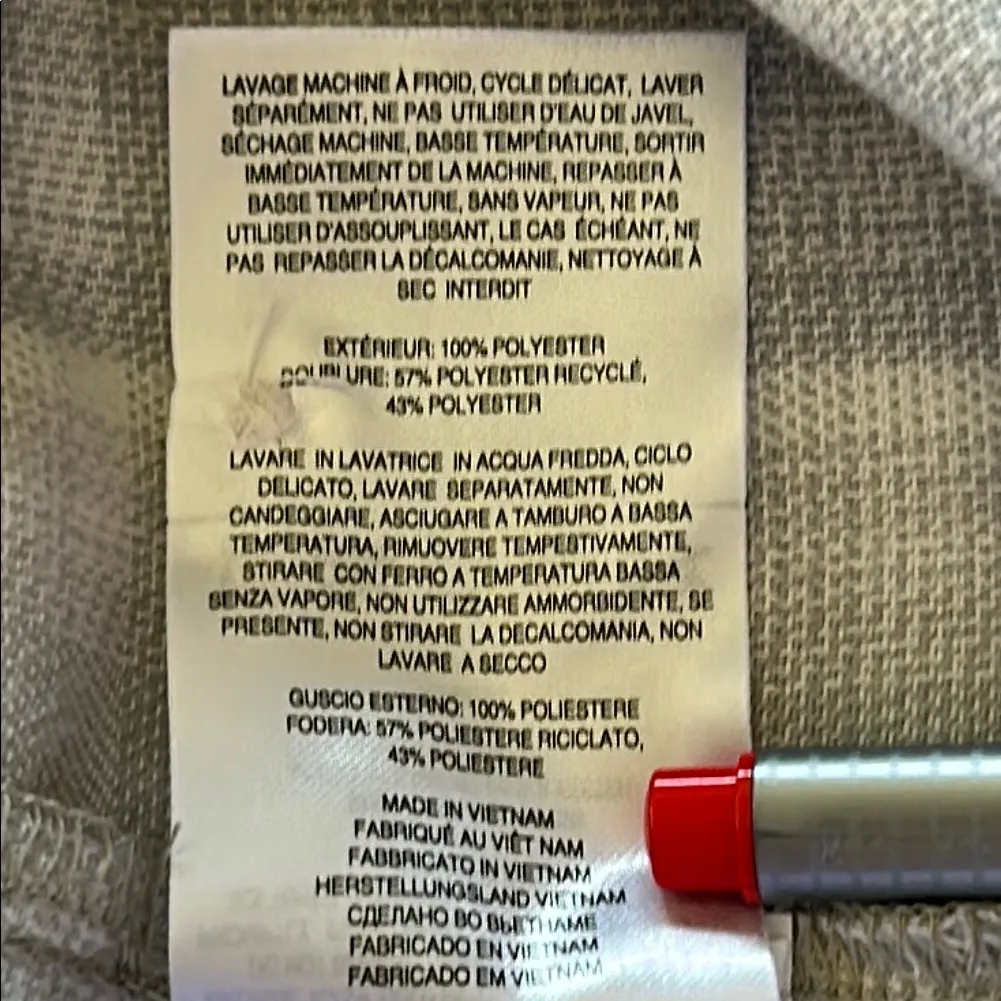 LAVAGE MACHINE À FROID, CYCLE DÉLICAT, LAVER
SÉPARÉMENT, NE PAS UTILISER D'EAU DE JAVEL,
SÉCHAGE MACHINE, BASSE TEMPÉRATURE, SORTIR
IMMÉDIATEMENT DE LA MACHINE, REPASSER À
BASSE TEMPÉRATURE, SANS VAPEUR, NE PAS
UTILISER D'ASSOUPLISSANT, LE CAS ÉCHÉANT, NE
PAS REPASSER LA DÉCALCOMANIE, NETTOYAGE À
SEC INTERDIT
EXTÉRIEUR: 100% POLYESTER
DOUBLURE: 57% POLYESTER RECYCLÉ,
43% POLYESTER
LAVARE IN LAVATRICE IN ACQUA FREDDA, CICLO
DELICATO, LAVARE SEPARATAMENTE, NON
CANDEGGIARE, ASCIUGARE A TAMBURO A BASSA
TEMPERATURA, RIMUOVERE TEMPESTIVAMENTE,
STIRARE CON FERRO A TEMPERATURA BASSA
SENZA VAPORE, NON UTILIZZARE AMMORBIDENTE, SE
PRESENTE, NON STIRARE LA DECALCOMANIA, NON
LAVARE A SECCO
GUSCIO ESTERNO: 100% POLIESTERE
FODERA: 57% POLIESTERE RICICLATO,
43% POLIESTERE
MADE IN VIETNAM
FABRIQUÉ AU VIÊT NAM
FABBRICATO IN VIETNAM
HERSTELLUNGSLAND VIETNAM
СДЕЛАНО ВО ВЬЕТНАМЕ
FABRICADO EN VIETNAM
FABRICADO EM VIETNAM